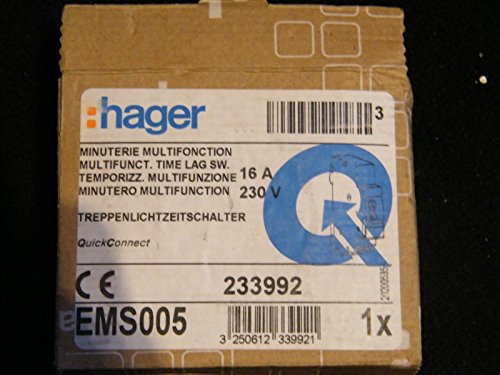 :hager
3
MINUTERIE MULTIFONCTION
MULTIFUNCT. TIME LAG SW.
TEMPORIZZ. MULTIFUNZIONE 16 A
MINUTERO MULTIFUNCTION 230 V
TREPPENLICHTZEITSCHALTER
QuickConnect
CE 233992
EMS005
3 250612 339921
1x